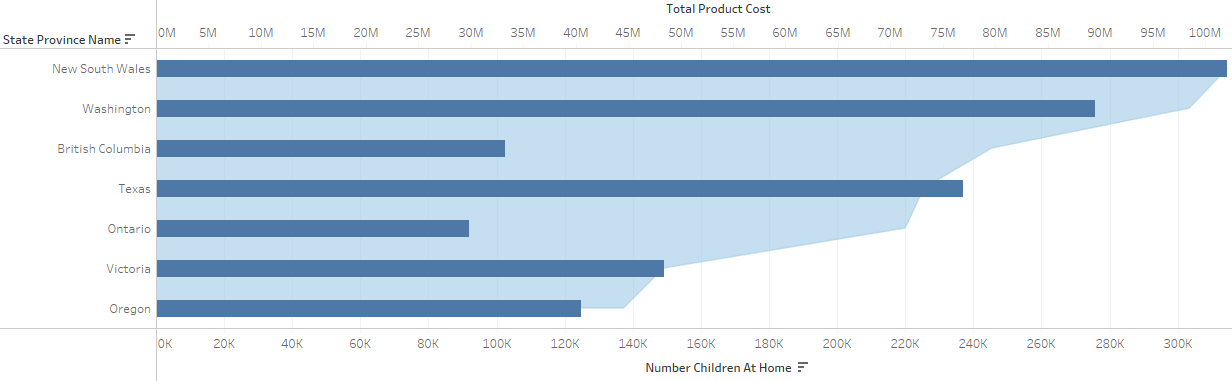 Total Product Cost
State Province Name
0M 5M 10M 15M 20M 25M 30M 35M 40M 45M 50M 55M 60M 65M 70M 75M 80M 85M 90M 95M 100M
New South Wales
Washington
British Columbia
Texas
Ontario
Victoria
Oregon
0K 20K 40K 60K 80K 100K 120K 140K 160K 180K 200K 220K 240K 260K 280K 300K
Number Children At Home